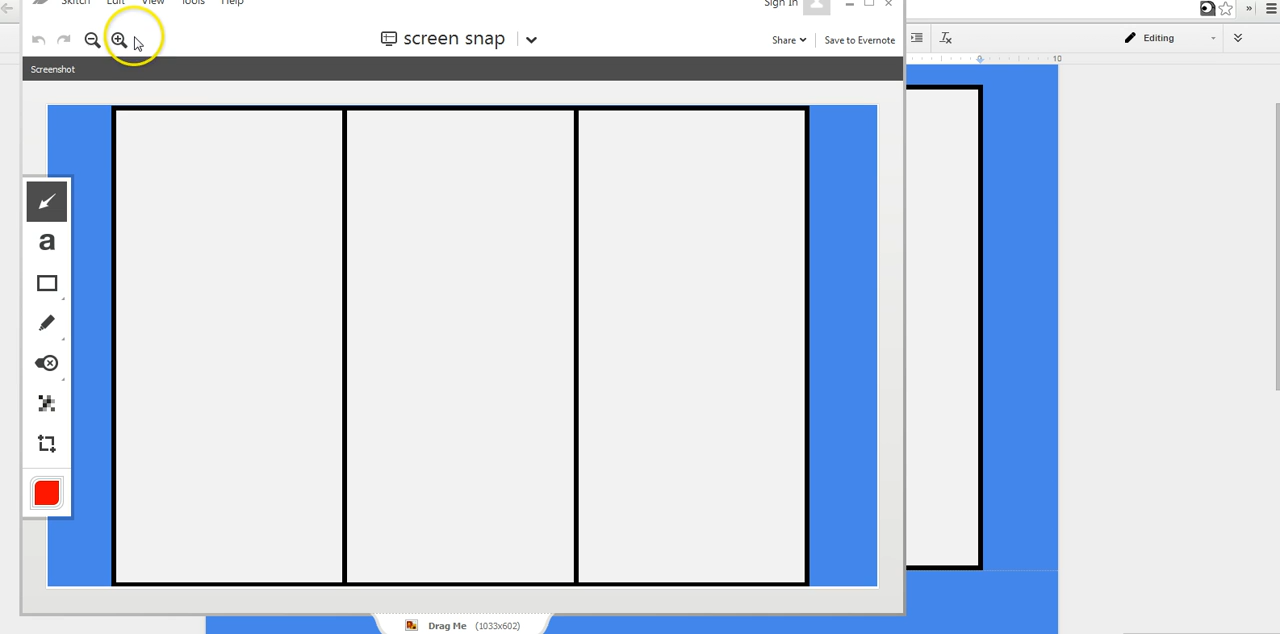 Skitch Edit View Tools Help
Sign In
screen snap
Share Save to Evernote
»
Editing
10
Screenshot
a
Drag Me (1033x602)